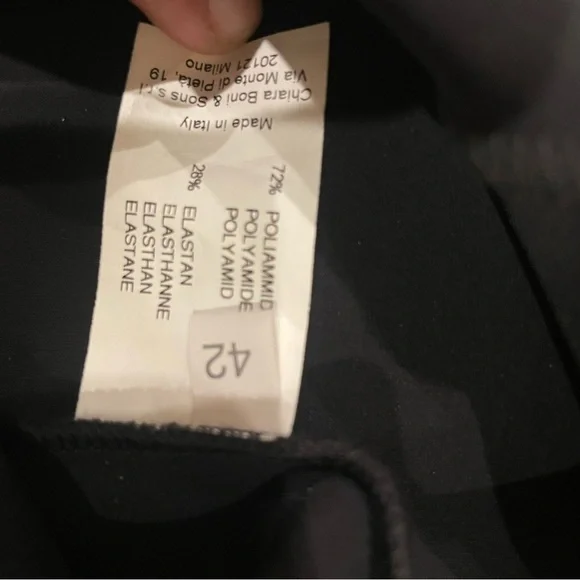 42
72% POLIAMMID
POLYAMIDE
POLYAMID
28% ELASTAN
ELASTHANNE
ELASTHAN
ELASTANE
Made in Italy
Chiara Boni & Sons s.r.l
Via Monte di Pietà, 19
20121 Milano